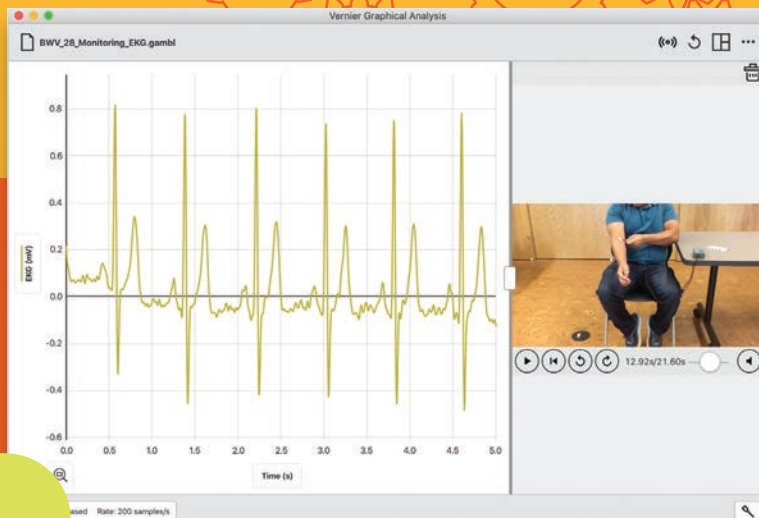 Vernier Graphical Analysis
BWV_28_Monitoring_EKG.gambl
0.8
0.6
0.4
0.2
0.0
-0.2
-0.4
-0.6
EKG (mV)
0.0 0.5 1.0 1.5 2.0 2.5 3.0 3.5 4.0 4.5 5.0
Time (s)
12.92s/21.60s
Rate: 200 samples/s